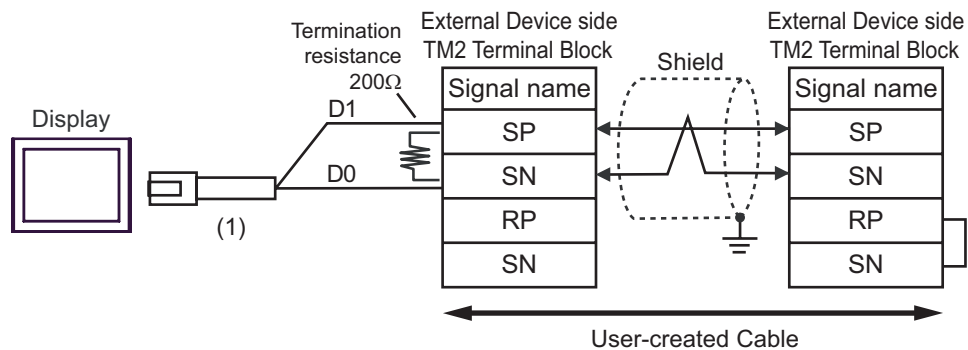 Display
(1)
D1
D0
Termination
resistance
200Ω
External Device side
TM2 Terminal Block
Signal name
SP
SN
RP
SN
Shield
External Device side
TM2 Terminal Block
Signal name
SP
SN
RP
SN
User-created Cable